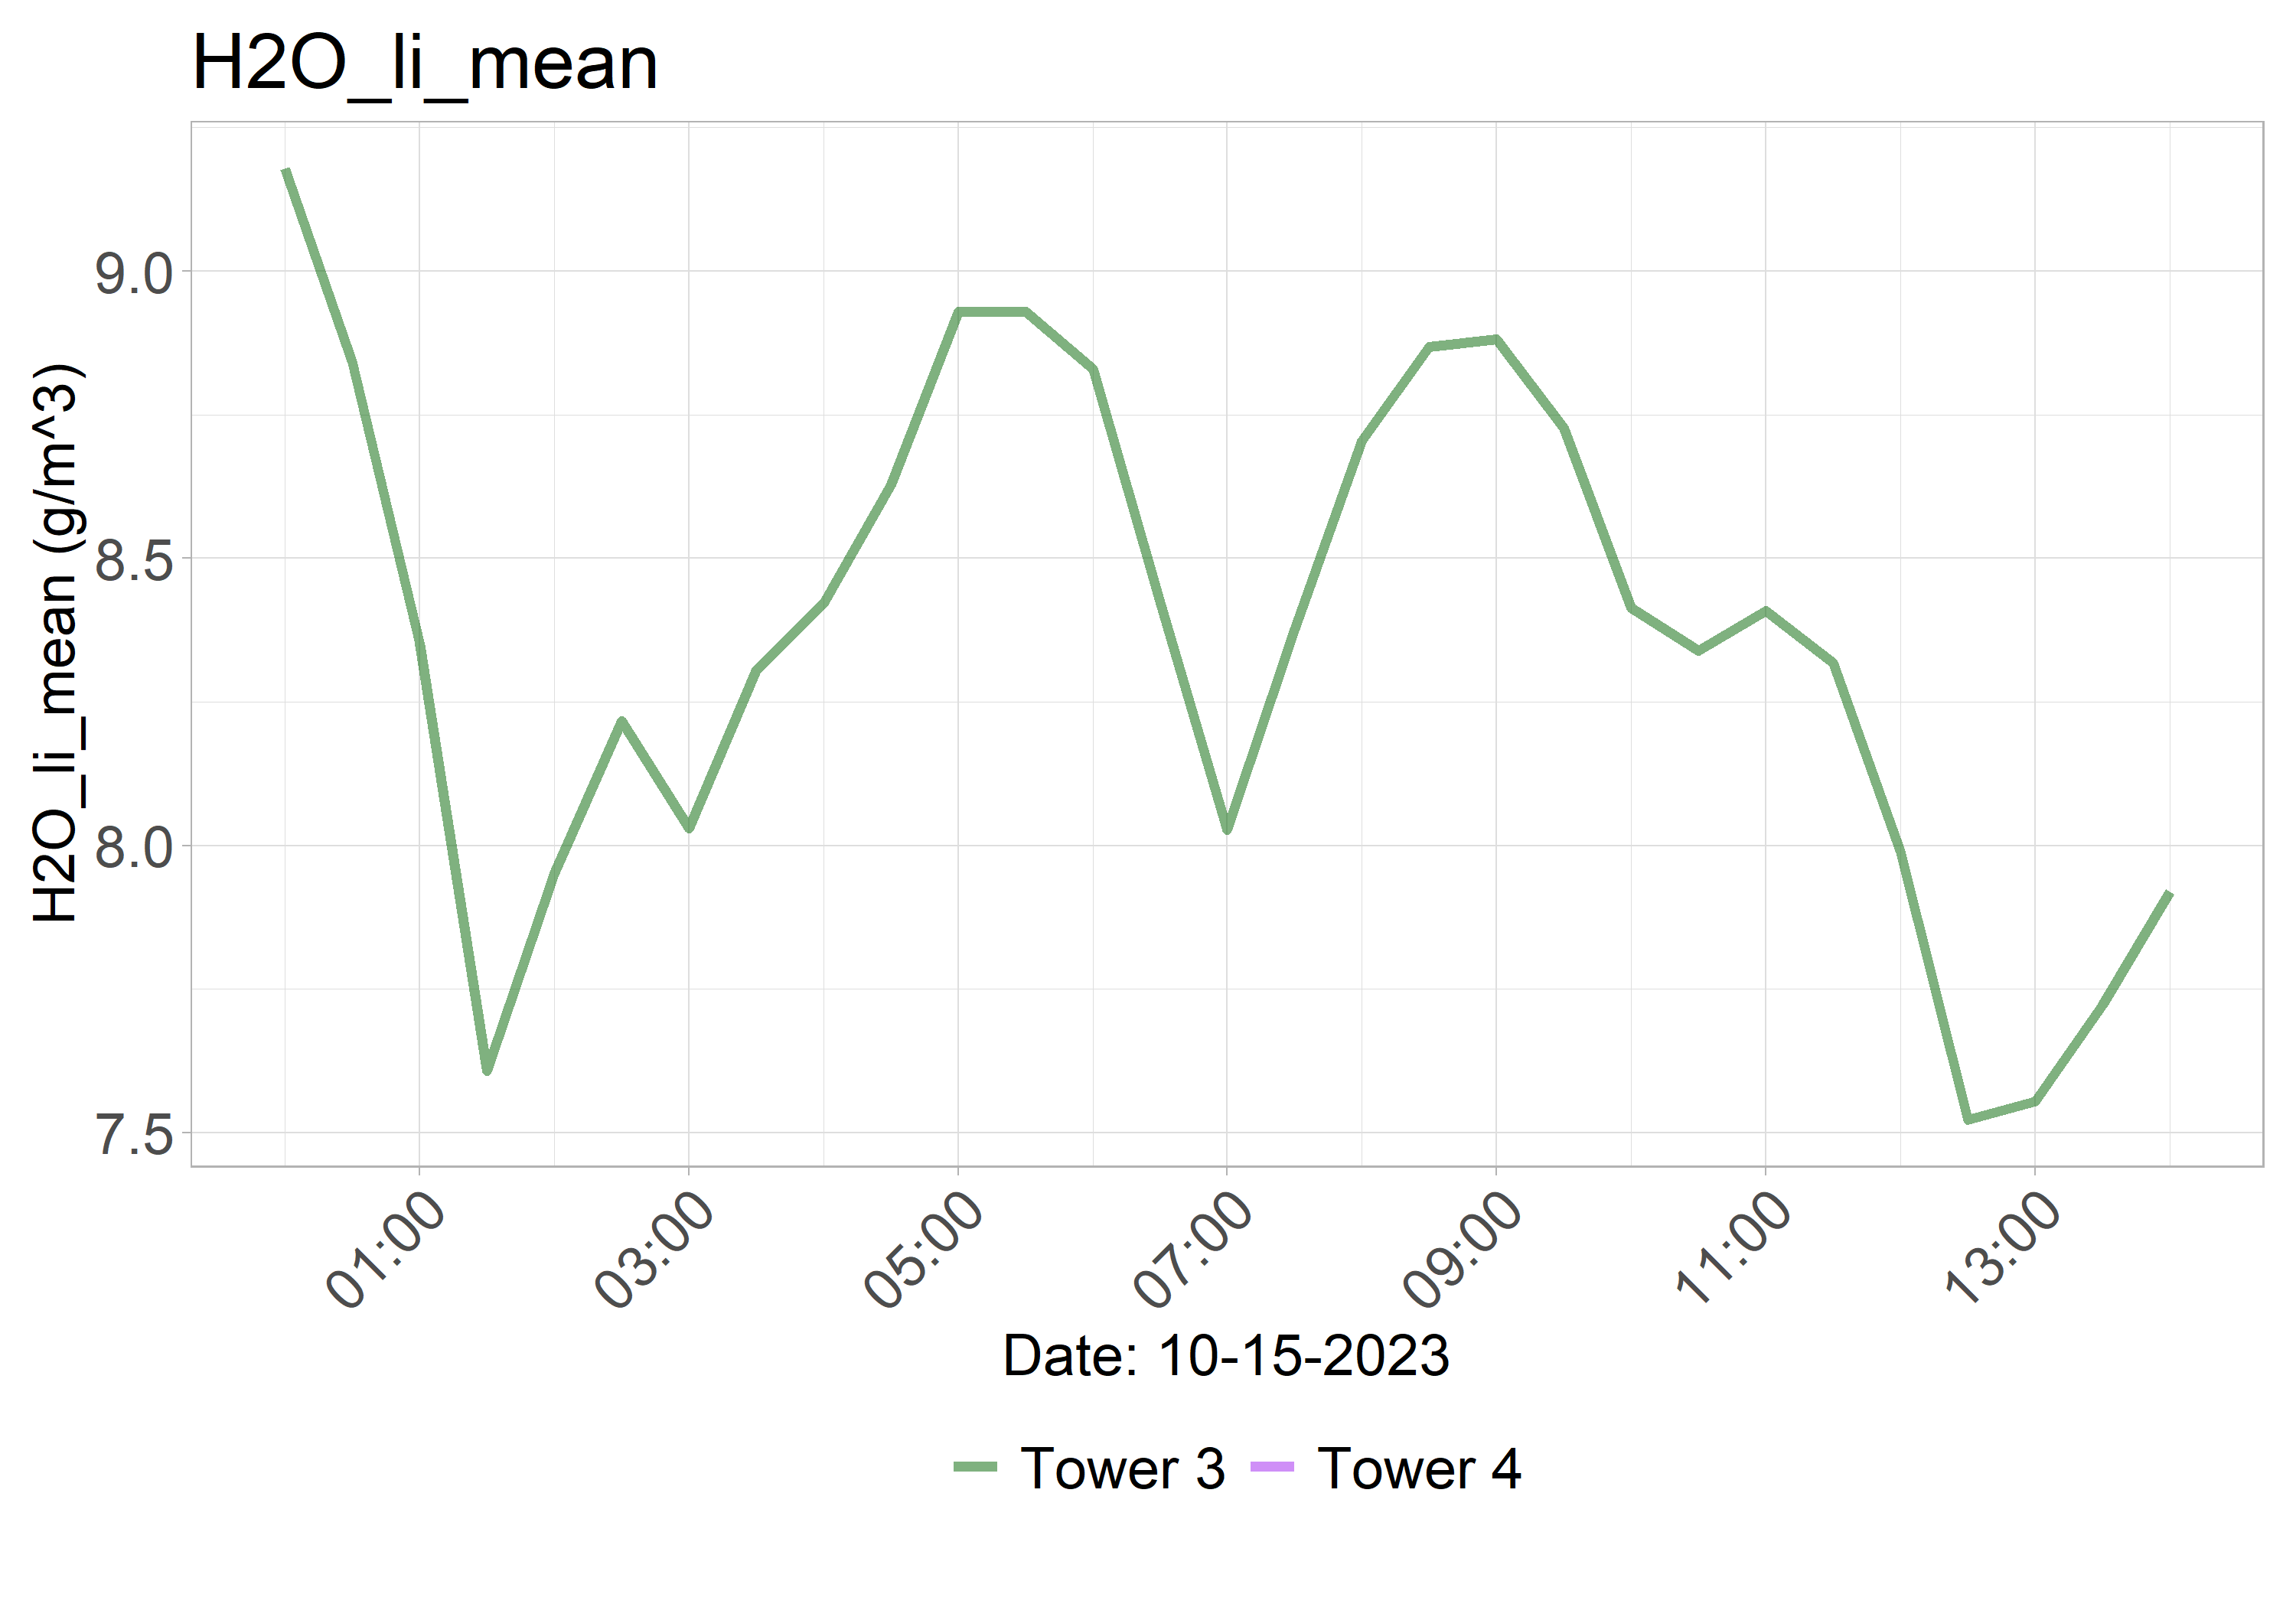 H2O_li_mean
H2O_li_mean (g/m^3)
9.0
8.5
8.0
7.5
01:00 03:00 05:00 07:00 09:00 11:00 13:00
Date: 10-15-2023
Tower 3 Tower 4